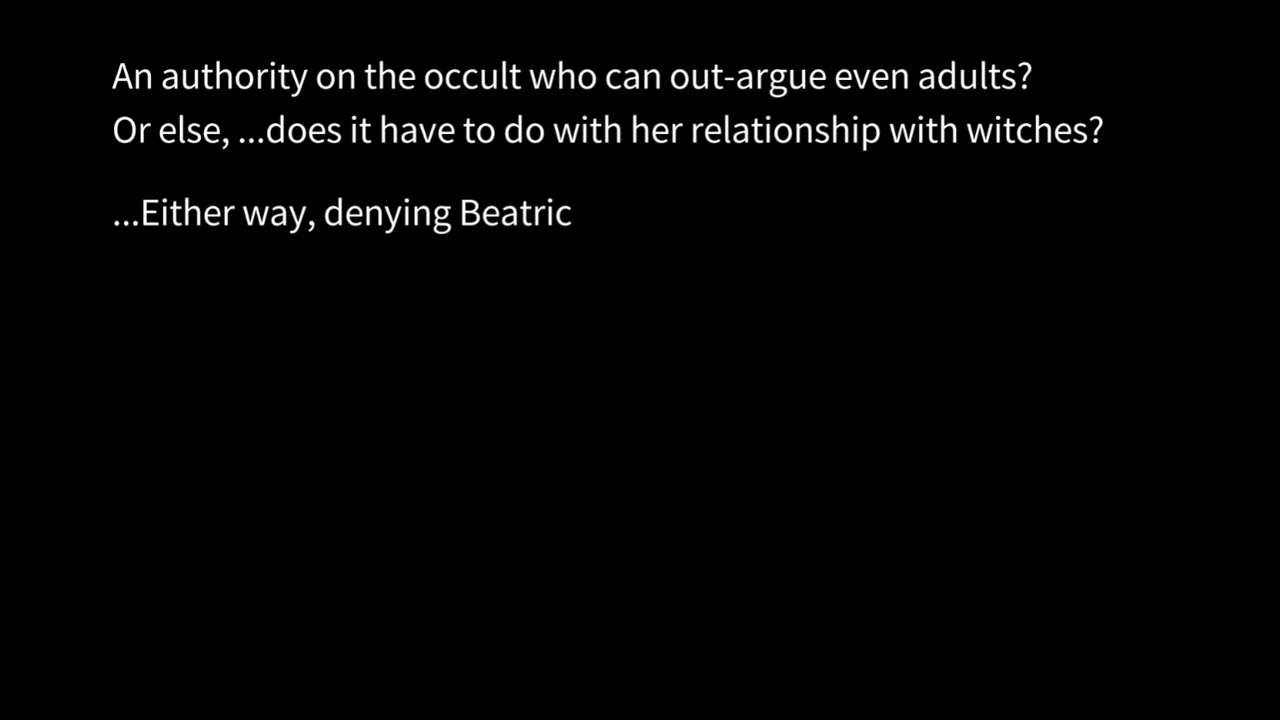 An authority on the occult who can out-argue even adults?
Or else, ...does it have to do with her relationship with witches?
...Either way, denying Beatric